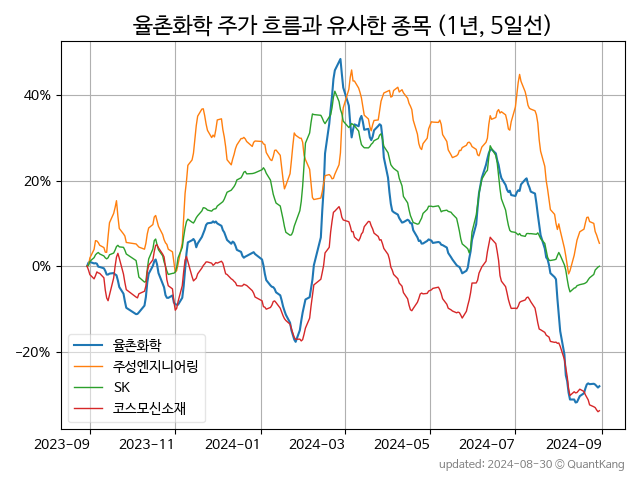 율촌화학 주가 흐름과 유사한 종목 (1년, 5일선)
40%
20%
0%
−20%
율촌화학
주성엔지니어링
SK
코스모신소재
2023-09
2023-11
2024-01
2024-03
2024-05
2024-07
2024-09
updated: 2024-08-30 © QuantKang